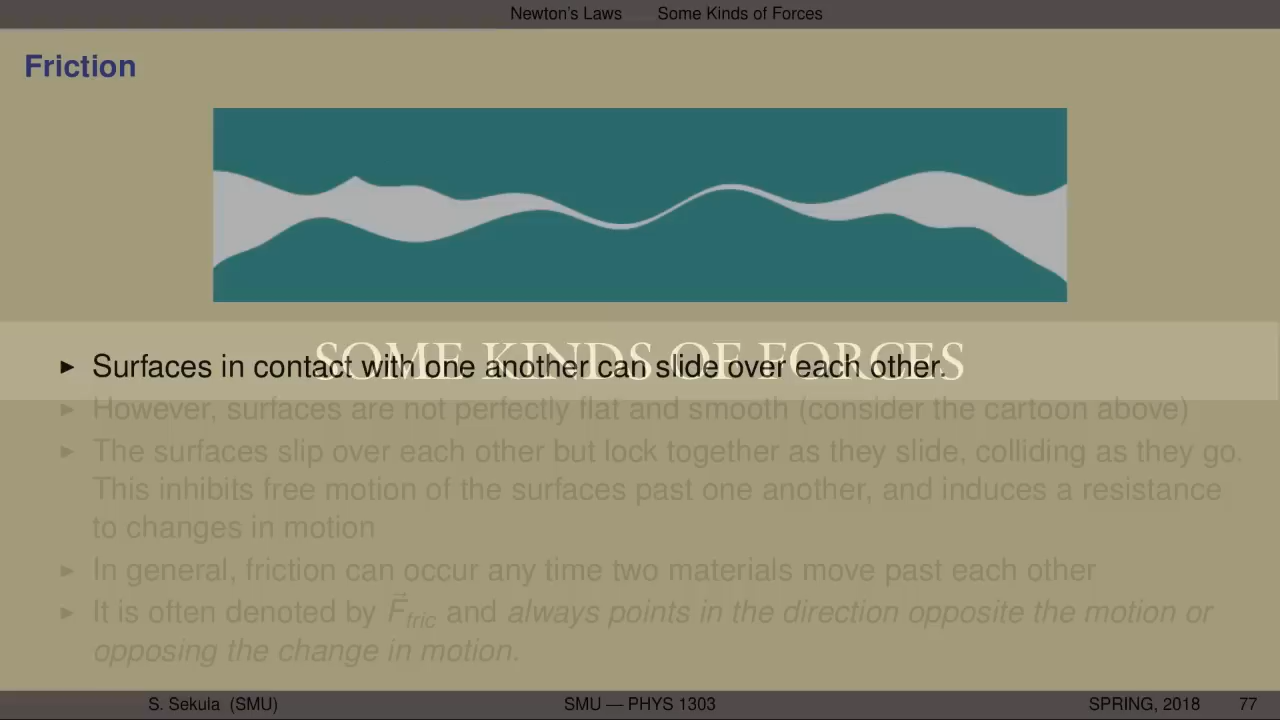 Newton's Laws Some Kinds of Forces
Friction
SOME KINDS OF FORCES
► Surfaces in contact with one another can slide over each other.
► However, surfaces are not perfectly flat and smooth (consider the cartoon above)
► The surfaces slip over each other but lock together as they slide, colliding as they go.
This inhibits free motion of the surfaces past one another, and induces a resistance
to changes in motion
► In general, friction can occur any time two materials move past each other
► It is often denoted by F⃗fric and always points in the direction opposite the motion or
opposing the change in motion.
S. Sekula (SMU) SMU — PHYS 1303 SPRING, 2018 77